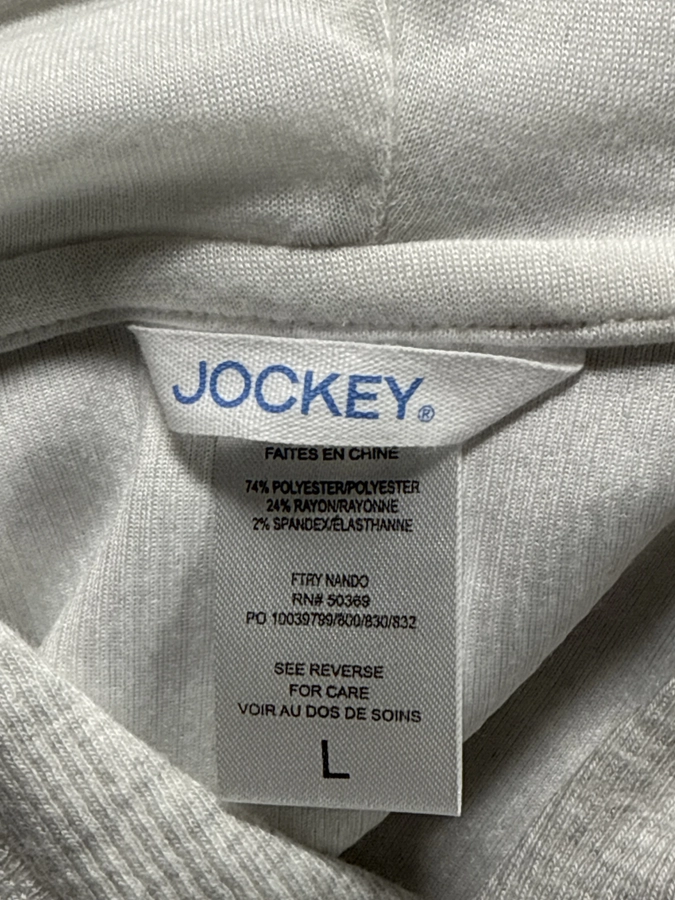 JOCKEY®
FAITES EN CHINE
74% POLYESTER/POLYESTER
24% RAYON/RAYONNE
2% SPANDEX/ÉLASTHANNE
FTRY NANDO
RN# 50369
PO 10039799/800/830/832
SEE REVERSE
FOR CARE
VOIR AU DOS DE SOINS
L